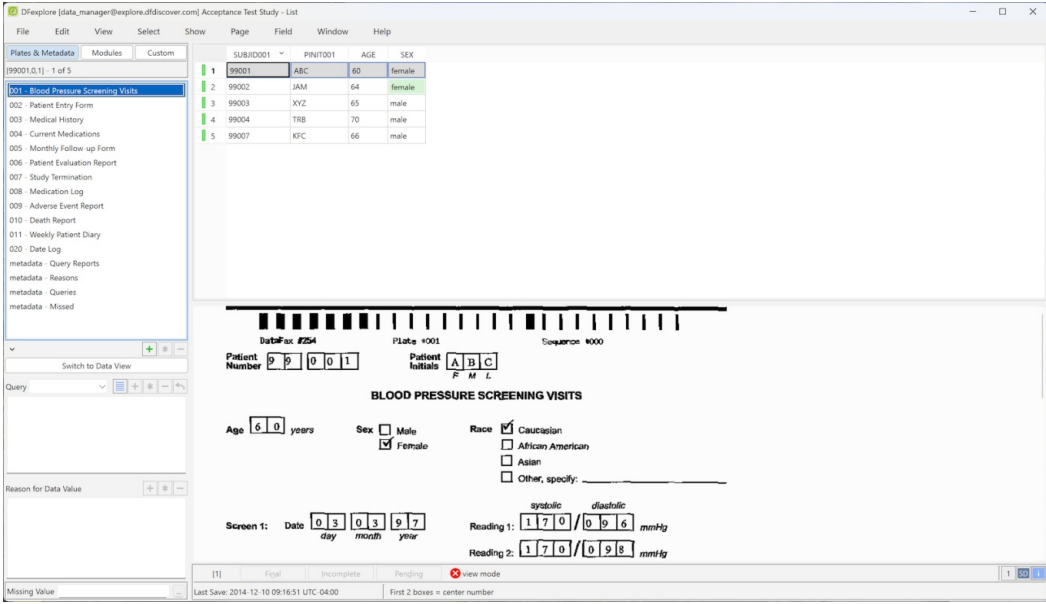 DFexplore [data_manager@explore.dfdiscover.com] Acceptance Test Study - List
File Edit View Select Show Page Field Window Help
Plates & Metadata Modules Custom
[99001,0,1] - 1 of 5
001 - Blood Pressure Screening Visits
002 - Patient Entry Form
003 - Medical History
004 - Current Medications
005 - Monthly Follow-up Form
006 - Patient Evaluation Report
007 - Study Termination
008 - Medication Log
009 - Adverse Event Report
010 - Death Report
011 - Weekly Patient Diary
020 - Date Log
metadata - Query Reports
metadata - Reasons
metadata - Queries
metadata - Missed
Switch to Data View
Query
Reason for Data Value
Missing Value
SUBJID001 PINIT001 AGE SEX
1 99001 ABC 60 female
2 99002 JAM 64 female
3 99003 XYZ 65 male
4 99004 TRB 70 male
5 99007 KFC 66 male
DataFax #254 Plate #001 Sequence #000
Patient Number 9 9 0 0 1 Patient Initials A B C
F M L
BLOOD PRESSURE SCREENING VISITS
Age 6 0 years Sex Male Race Caucasian
Female African American
Asian
Other, specify:
systolic diastolic
Screen 1: Date 0 3 0 3 9 7 Reading 1: 1 7 0 / 0 9 6 mmHg
day month year
Reading 2: 1 7 0 / 0 9 8 mmHg
[1] Final Incomplete Pending view mode 1 SD i
Last Save: 2014-12-10 09:16:51 UTC-04:00 First 2 boxes = center number